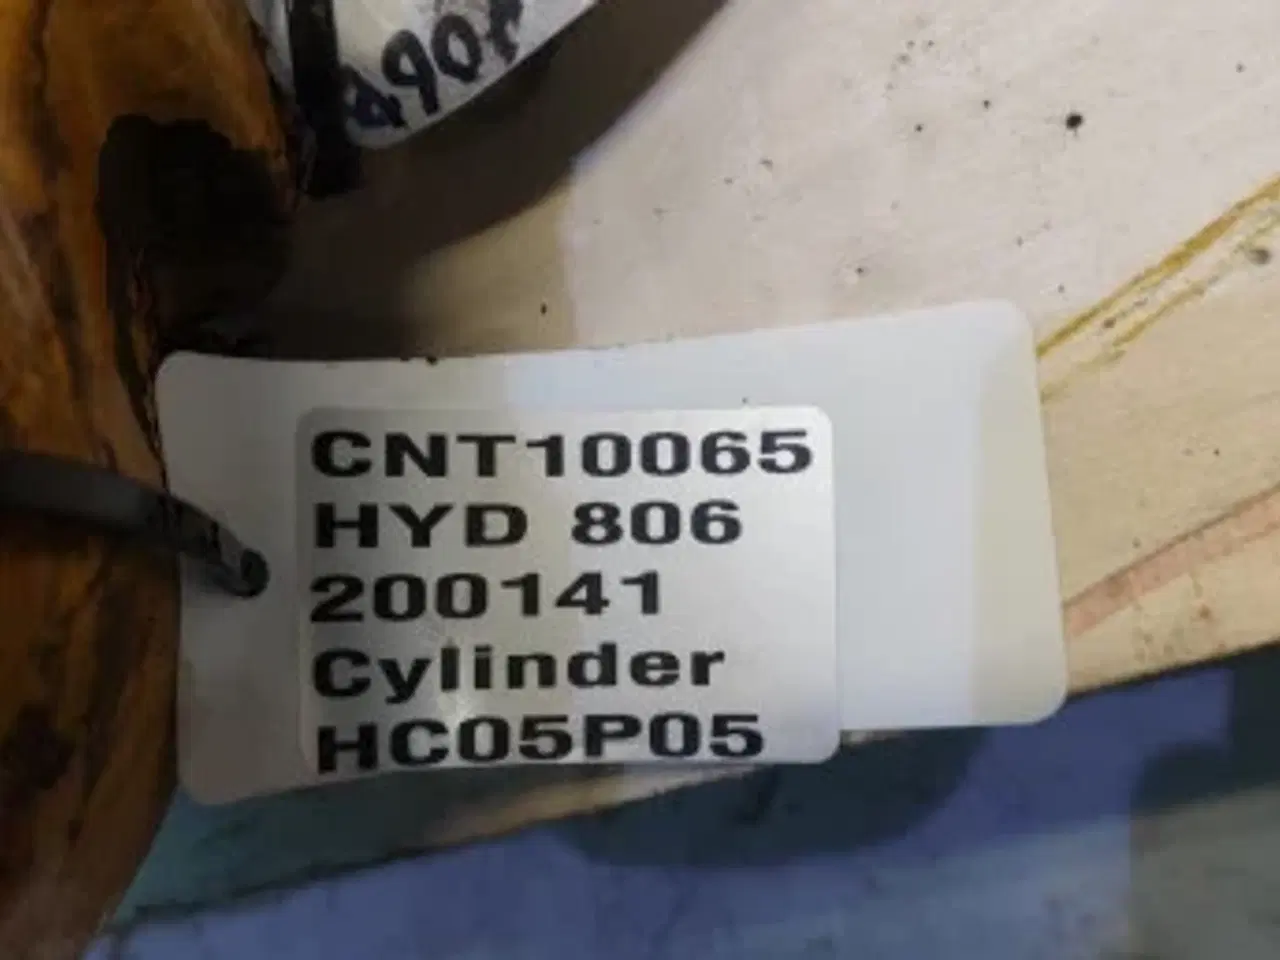 CNT10065
HYD 806
200141
Cylinder
HC05P05